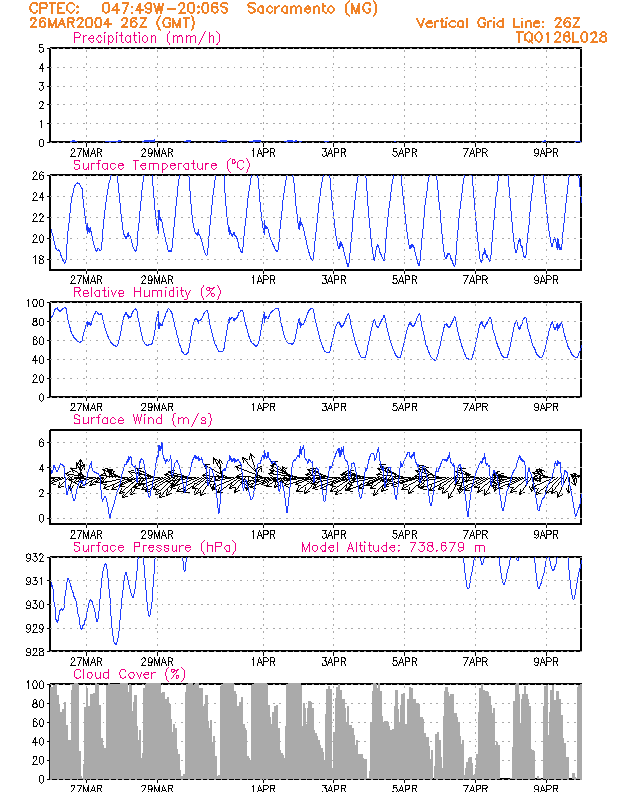 CPTEC: 047:49W-20:06S Sacramento (MG)
26MAR2004 26Z (GMT) Vertical Grid Line: 26Z
Precipitation (mm/h) TQ0126L028
5
4
3
2
1
0
27MAR 29MAR 1APR 3APR 5APR 7APR 9APR
Surface Temperature (ºC)
26
24
22
20
18
27MAR 29MAR 1APR 3APR 5APR 7APR 9APR
Relative Humidity (%)
100
80
60
40
20
0
27MAR 29MAR 1APR 3APR 5APR 7APR 9APR
Surface Wind (m/s)
6
4
2
0
27MAR 29MAR 1APR 3APR 5APR 7APR 9APR
Surface Pressure (hPa) Model Altitude: 738.679 m
932
931
930
929
928
27MAR 29MAR 1APR 3APR 5APR 7APR 9APR
Cloud Cover (%)
100
80
60
40
20
0
27MAR 29MAR 1APR 3APR 5APR 7APR 9APR